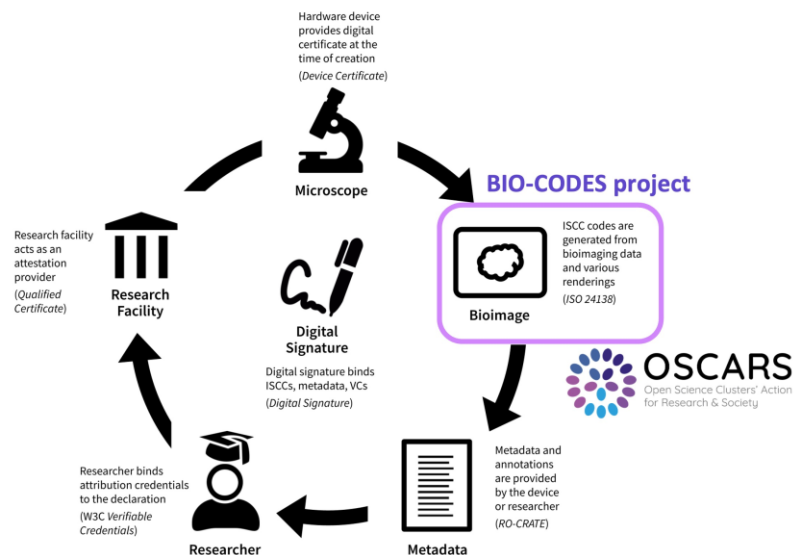 Hardware device
provides digital
certificate at the
time of creation
(Device Certificate)
Microscope
BIO-CODES project
ISCC codes are
generated from
bioimaging data
and various
renderings
(ISO 24138)
Bioimage
Research facility
acts as an
attestation
provider
(Qualified
Certificate)
Research
Facility
Digital
Signature
Digital signature binds
ISCCs, metadata, VCs
(Digital Signature)
OSCARS
Open Science Clusters' Action
for Research & Society
Researcher binds
attribution credentials
to the declaration
(W3C Verifiable
Credentials)
Researcher
Metadata and
annotations
are provided
by the device
or researcher
(RO-CRATE)
Metadata